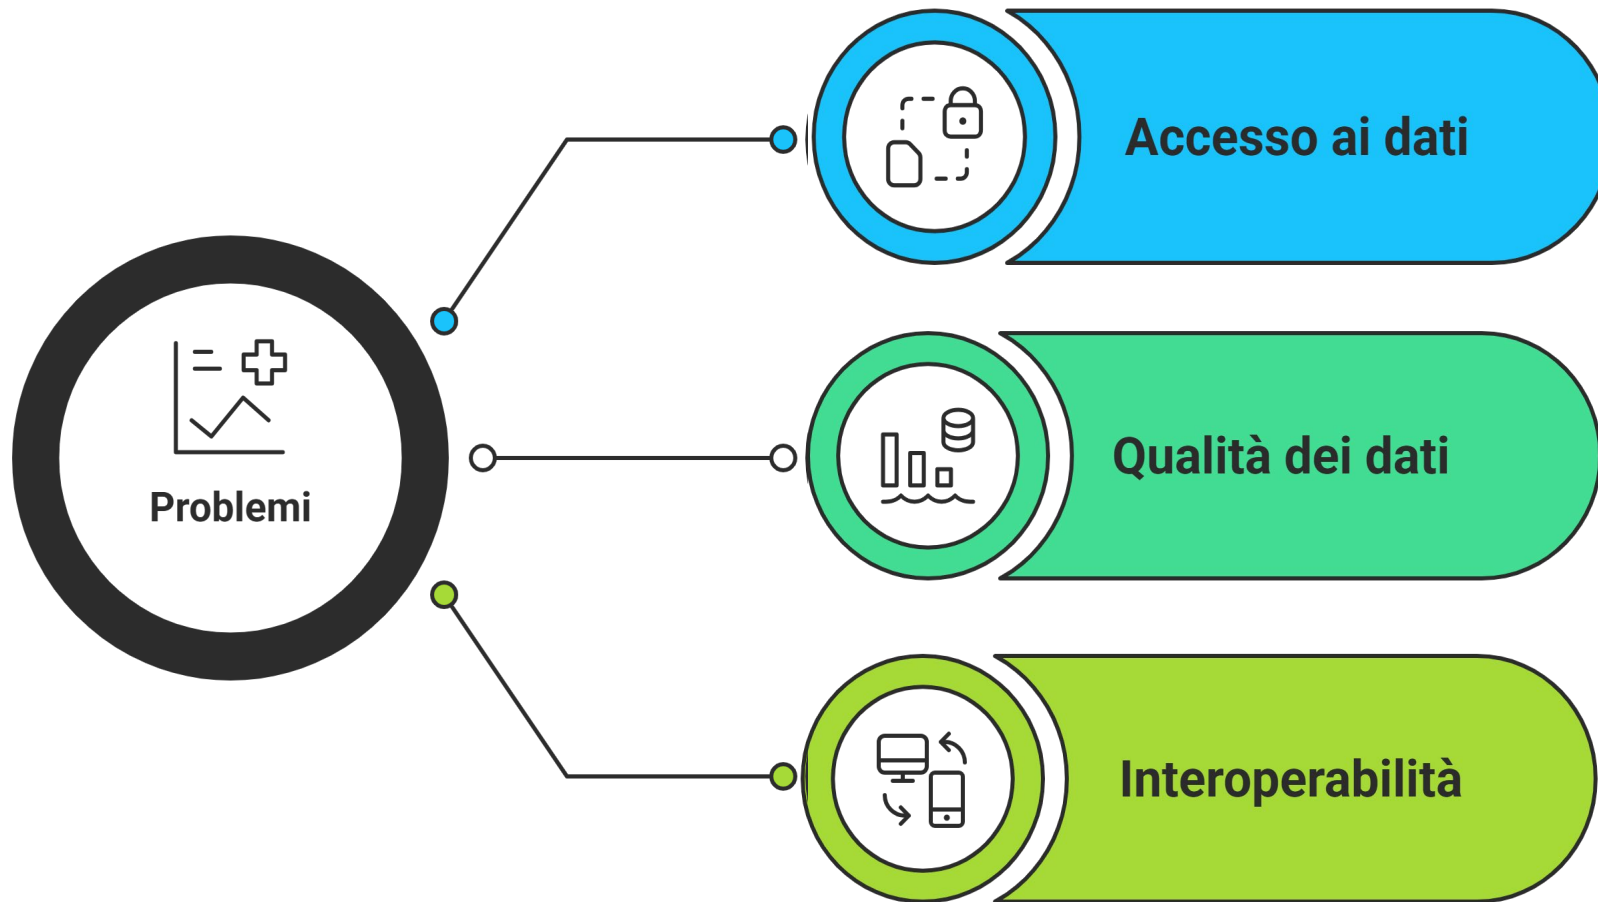 Problemi
Accesso ai dati
Qualità dei dati
Interoperabilità